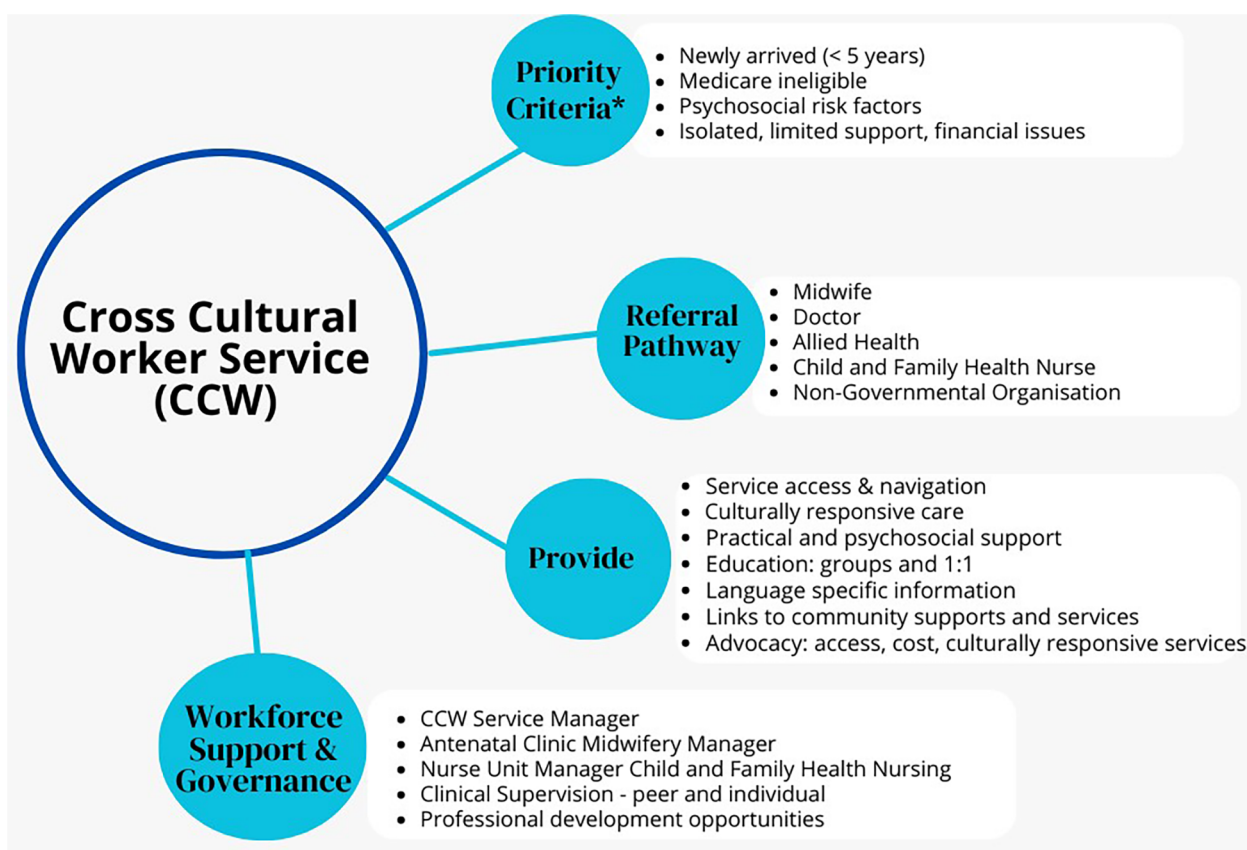 Priority
Criteria*
• Newly arrived (< 5 years)
• Medicare ineligible
• Psychosocial risk factors
• Isolated, limited support, financial issues
Cross Cultural
Worker Service
(CCW)
Referral
Pathway
• Midwife
• Doctor
• Allied Health
• Child and Family Health Nurse
• Non-Governmental Organisation
Provide
• Service access & navigation
• Culturally responsive care
• Practical and psychosocial support
• Education: groups and 1:1
• Language specific information
• Links to community supports and services
• Advocacy: access, cost, culturally responsive services
Workforce
Support &
Governance
• CCW Service Manager
• Antenatal Clinic Midwifery Manager
• Nurse Unit Manager Child and Family Health Nursing
• Clinical Supervision - peer and individual
• Professional development opportunities